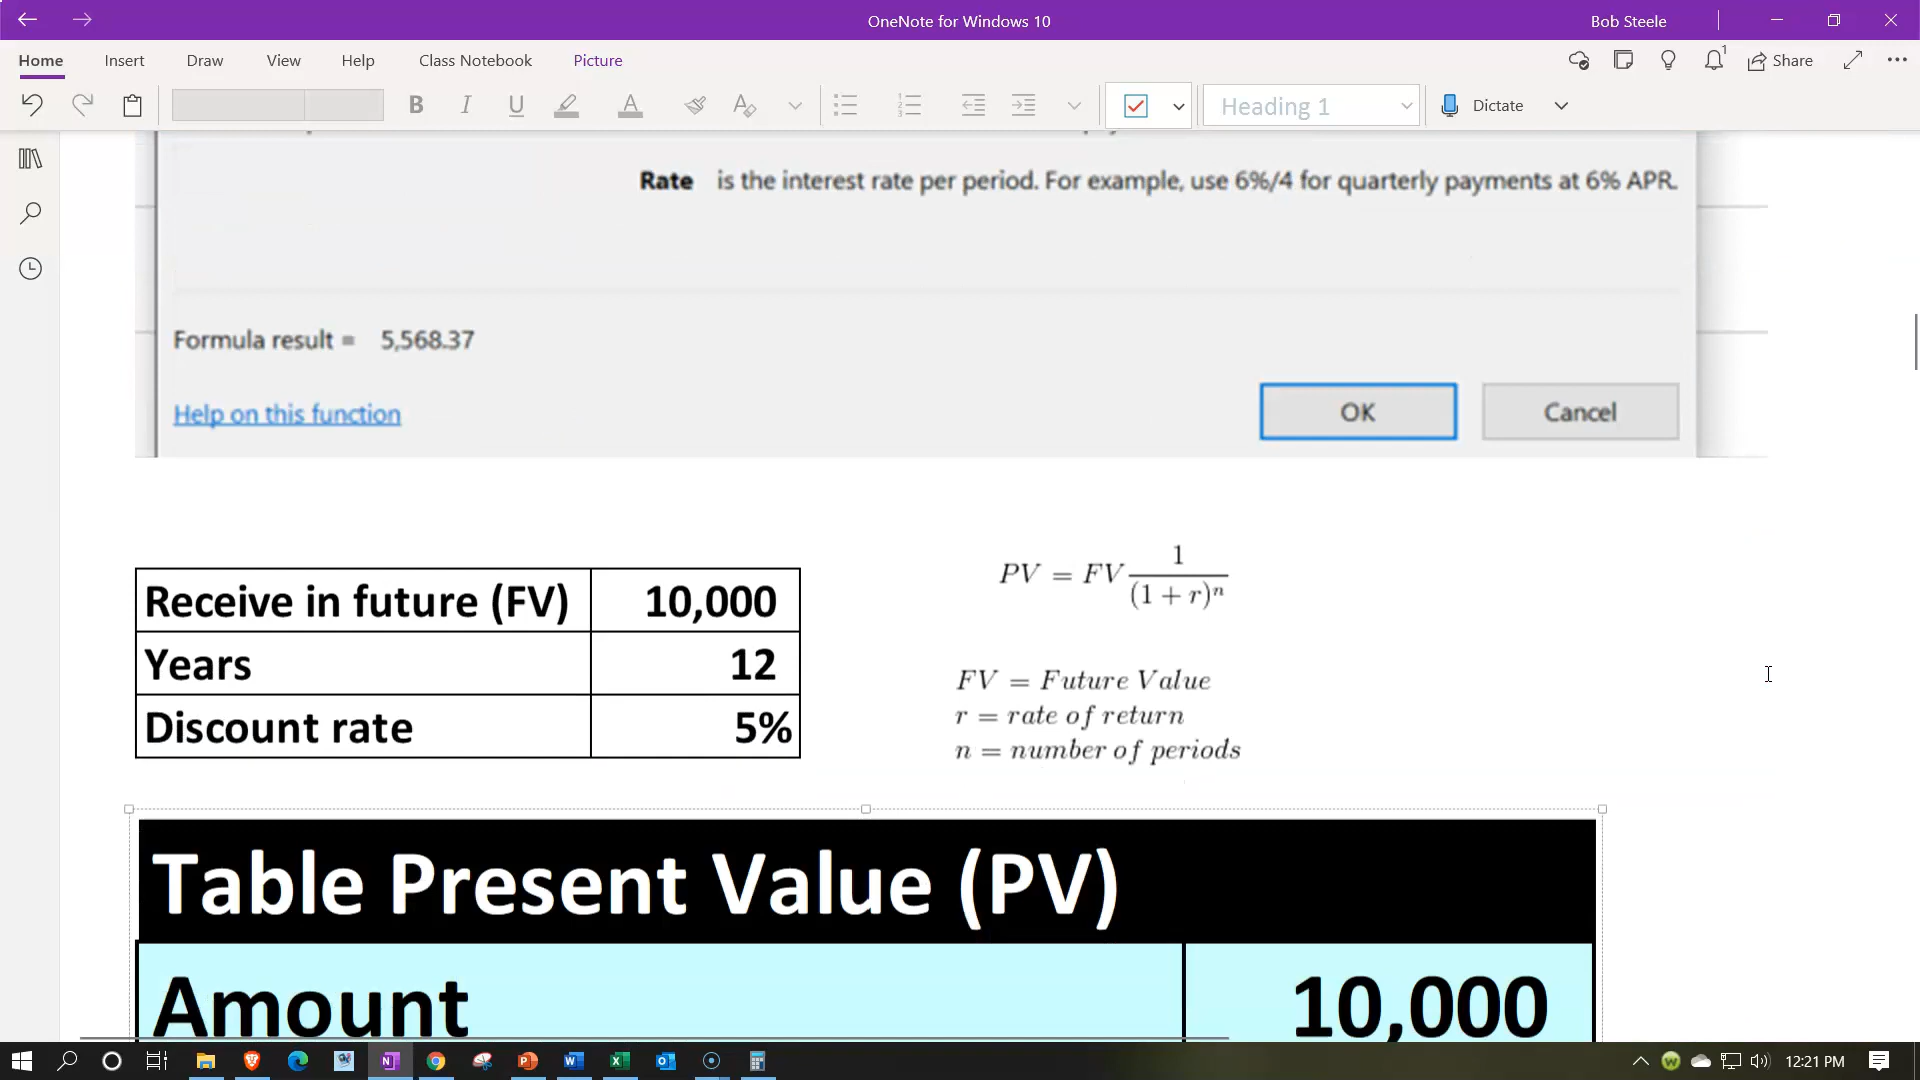 OneNote for Windows 10
Bob Steele
Home Insert Draw View Help Class Notebook Picture
1
Share
B I U A
Heading 1
Dictate
Rate is the interest rate per period. For example, use 6%/4 for quarterly payments at 6% APR.
Formula result = 5,568.37
Help on this function
OK Cancel
Receive in future (FV) 10,000
Years 12
Discount rate 5%
PV = FV 1/(1 + r)^n
FV = Future Value
r = rate of return
n = number of periods
Table Present Value (PV)
Amount 10,000
12:21 PM